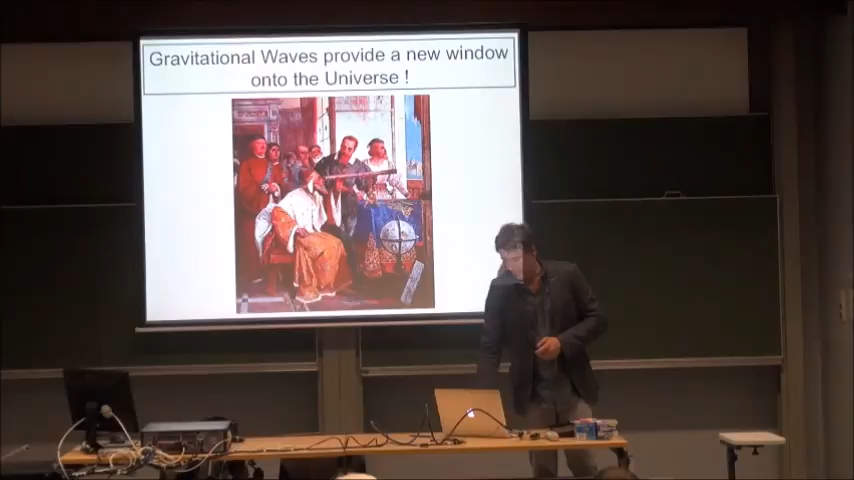 Gravitational Waves provide a new window
onto the Universe !